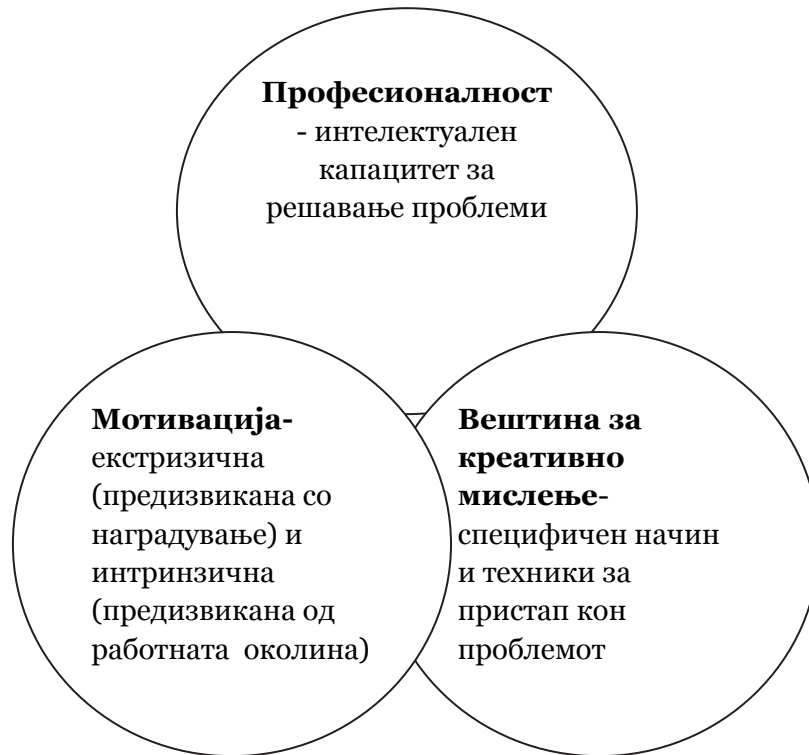 Професионалност
- интелектуален
капацитет за
решавање проблеми
Мотивација-
екстризична
(предизвикана со
наградување) и
интринзична
(предизвикана од
работната околина)
Вештина за
креативно
мислење-
специфичен начин
и техники за
пристап кон
проблемот